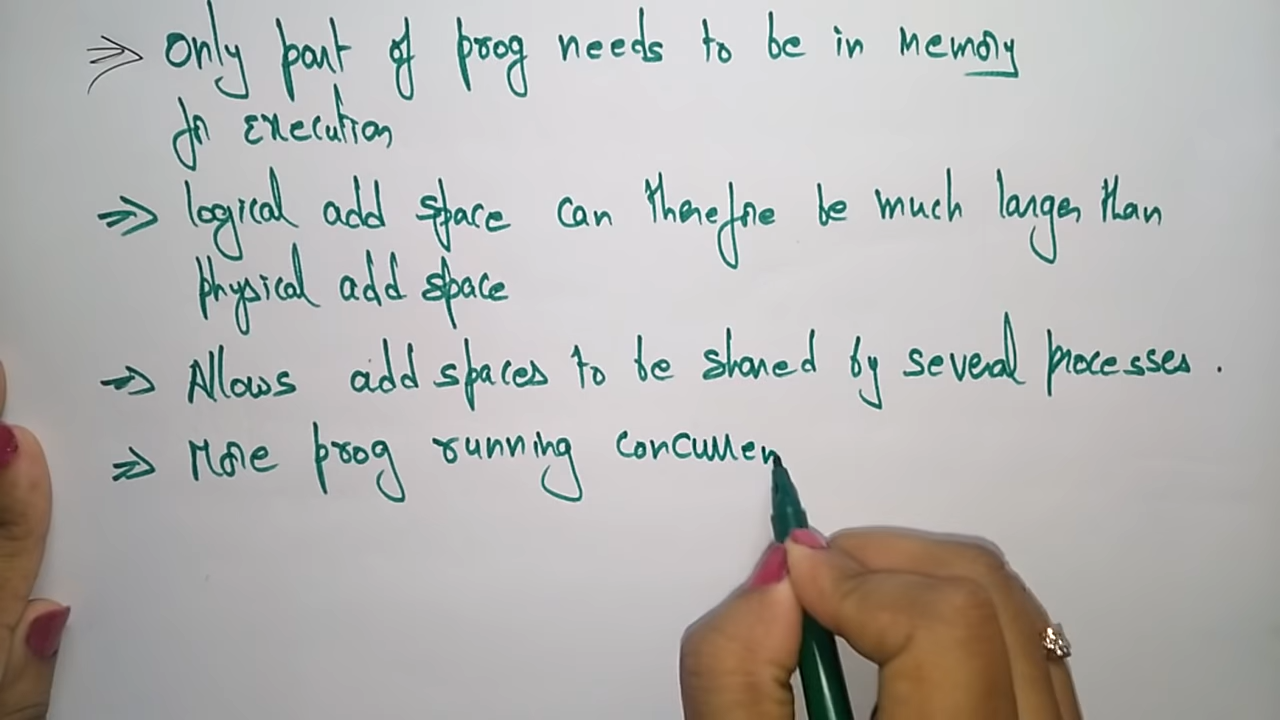 ⇒ Only part of prog needs to be in memory
for execution
⇒ logical add space can therefore be much larger than
physical add space
⇒ Allows add spaces to be shared by several processes.
⇒ More prog running concurren